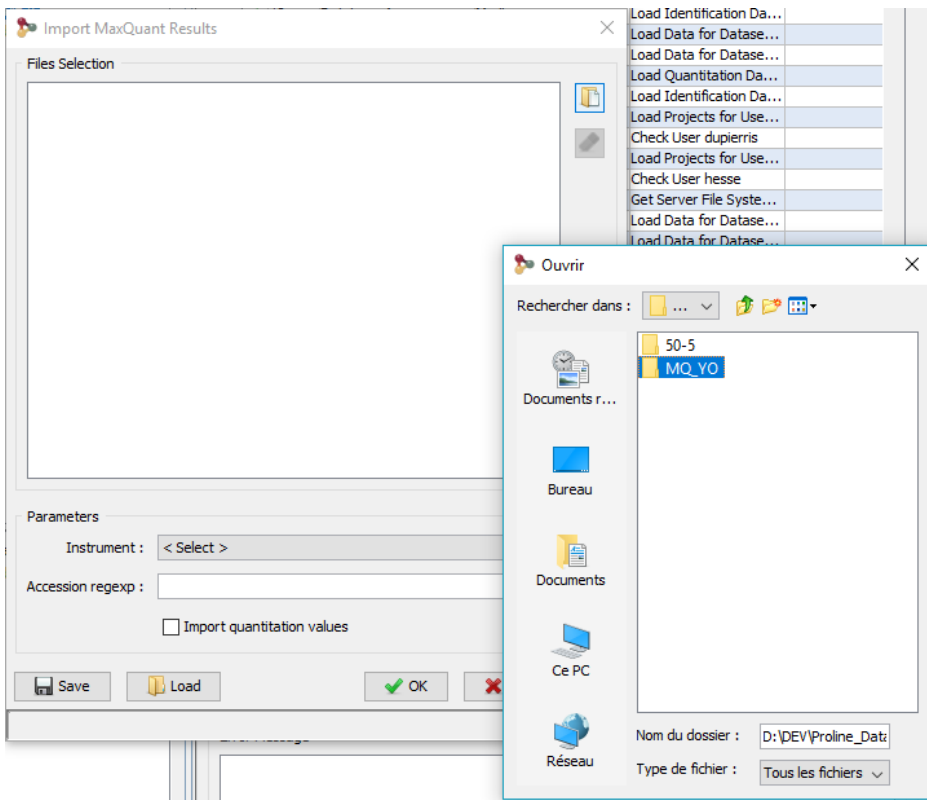 Import MaxQuant Results
Files Selection
Parameters
Instrument :
< Select >
Accession regexp :
Import quantitation values
Save
Load
OK
Load Identification Da...
Load Data for Datase...
Load Data for Datase...
Load Quantitation Da...
Load Identification Da...
Load Projects for Use...
Check User dupierris
Load Projects for Use...
Check User hesse
Get Server File Syste...
Load Data for Datase...
Load Data for Datase...
Ouvrir
Rechercher dans :
...
50-5
MQ_YO
Documents r...
Bureau
Documents
Ce PC
Réseau
Nom du dossier :
D:\DEV\Proline_Data
Type de fichier :
Tous les fichiers